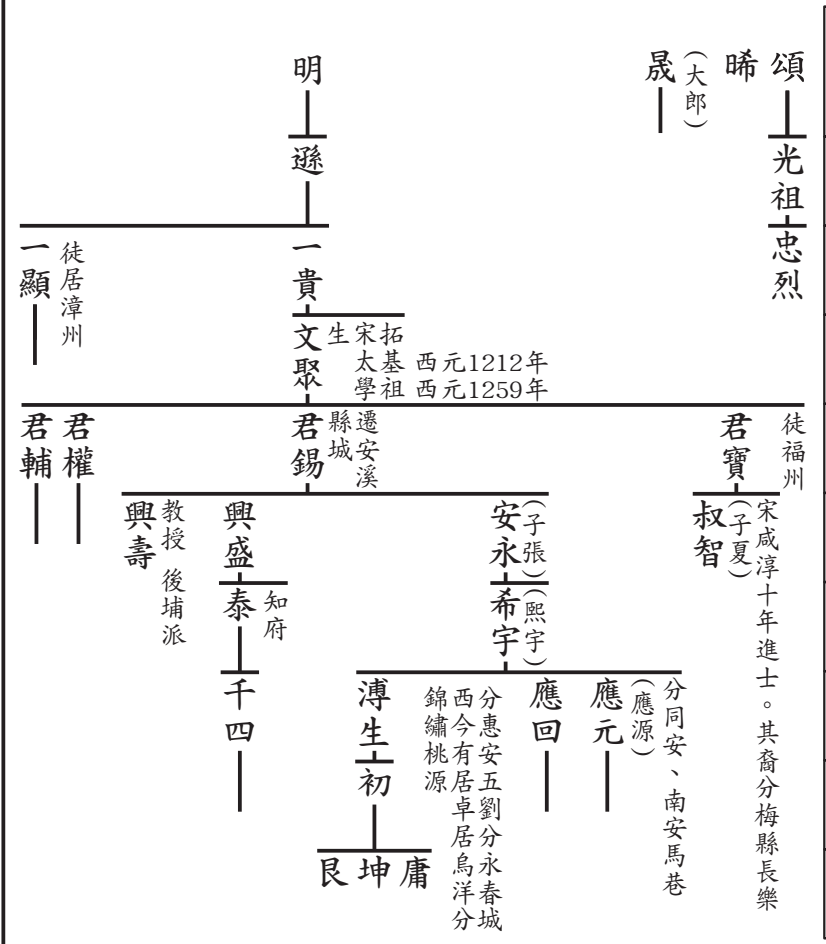 頌
晞
晟
(大郎)
明
光祖
遜
忠烈
一貴
一顯
徒居漳州
文聚
拓基祖
宋太學
生
西元1212年
西元1259年
徒福州
君寶
君錫
遷安溪
縣城
君權
君輔
叔智
(子夏)
宋咸淳十年進士。其裔分梅縣長樂
安永
(子張)
興盛
興壽
教授 後埔派
希宇
(熙宇)
泰
知府
應元
(應源)
分同安、南安馬巷
應回
溥生
分惠安五劉分永春城
西今有居卓居烏洋分
錦繡桃源
千四
初
庸
坤
艮